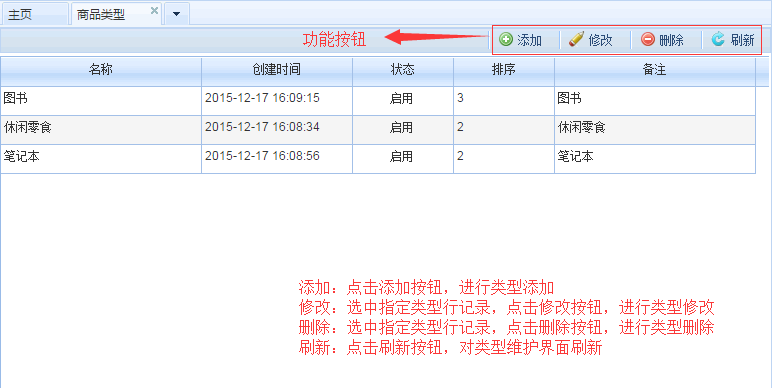 主页 商品类型
功能按钮 添加 修改 删除 刷新
名称 创建时间 状态 排序 备注
图书 2015-12-17 16:09:15 启用 3 图书
休闲零食 2015-12-17 16:08:34 启用 2 休闲零食
笔记本 2015-12-17 16:08:56 启用 2 笔记本
添加：点击添加按钮，进行类型添加
修改：选中指定类型行记录，点击修改按钮，进行类型修改
删除：选中指定类型行记录，点击删除按钮，进行类型删除
刷新：点击刷新按钮，对类型维护界面刷新